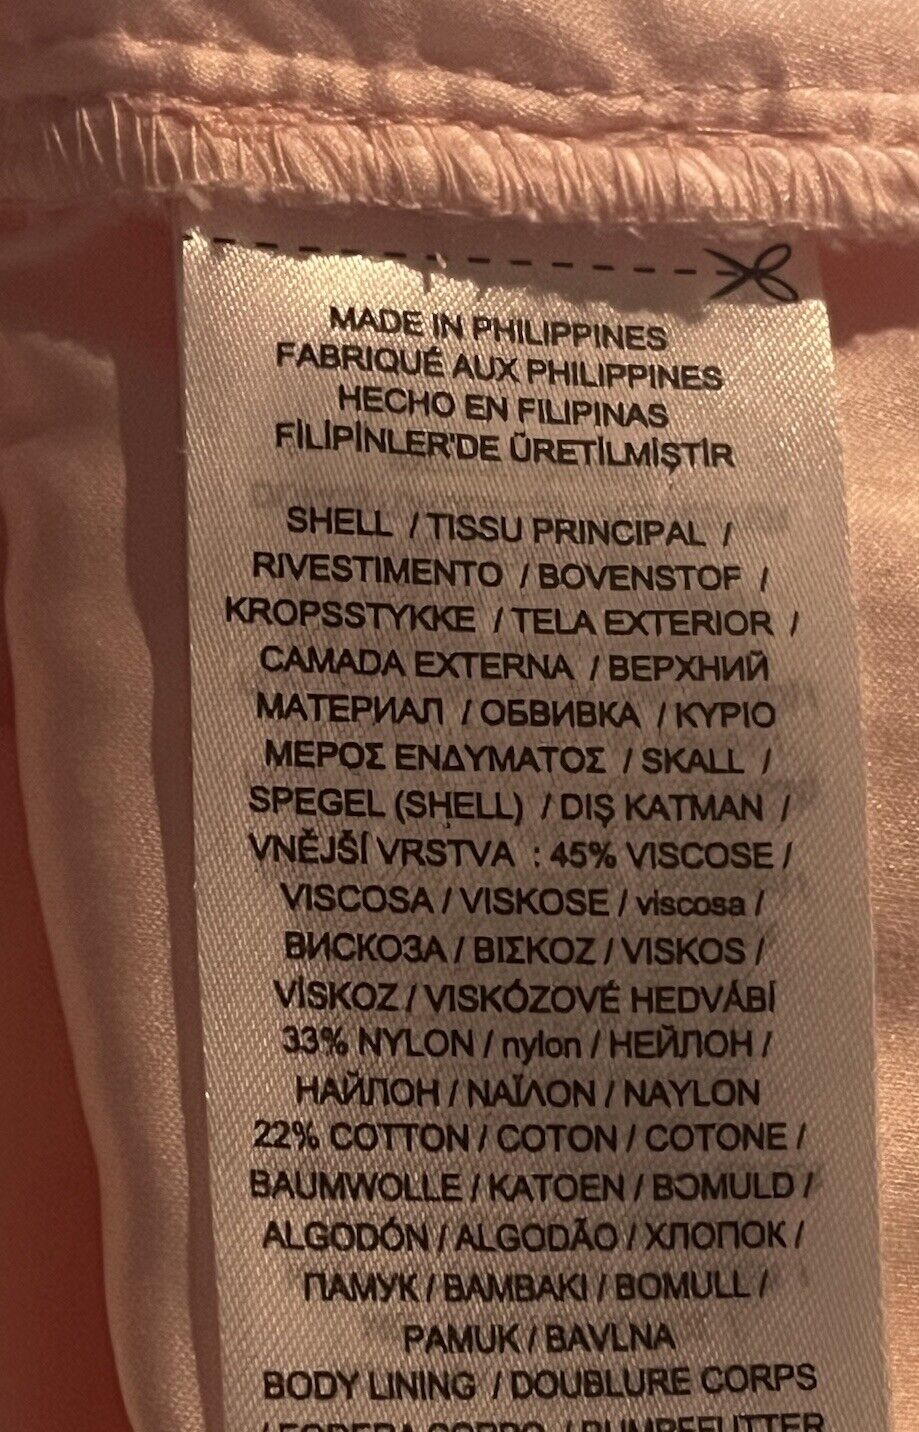 MADE IN PHILIPPINES
FABRIQUÉ AUX PHILIPPINES
HECHO EN FILIPINAS
FİLİPİNLER'DE ÜRETİLMİŞTİR
SHELL / TISSU PRINCIPAL /
RIVESTIMENTO / BOVENSTOF /
KROPSSTYKKE / TELA EXTERIOR /
CAMADA EXTERNA / ВЕРХНИЙ
МАТЕРИАЛ / ОБВИВКА / ΚΥΡΙΟ
ΜΕΡΟΣ ΕΝΔΥΜΑΤΟΣ / SKALL /
SPEGEL (SHELL) / DIŞ KATMAN /
VNĚJŠÍ VRSTVA : 45% VISCOSE /
VISCOSA / VISKOSE / viscosa /
ВИСКОЗА / ΒΙΣΚΟΖ / VISKOS /
VİSKOZ / VISKÓZOVÉ HEDVÁBÍ
33% NYLON / nylon / НЕЙЛОН /
НАЙЛОН / ΝΑΪΛΟΝ / NAYLON
22% COTTON / COTON / COTONE /
BAUMWOLLE / KATOEN / BOMULD /
ALGODÓN / ALGODÃO / ХЛОПОК /
ПАМУК / ΒΑΜΒΑΚΙ / BOMULL /
PAMUK / BAVLNA
BODY LINING / DOUBLURE CORPS